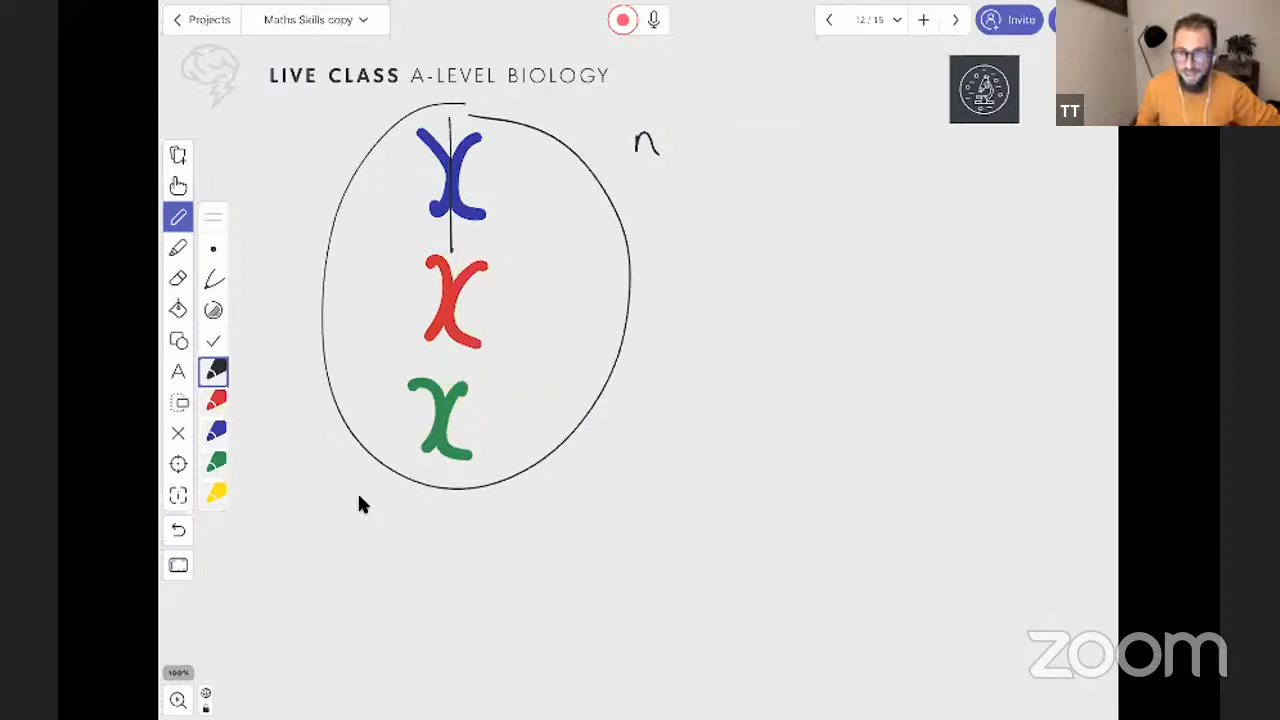 Projects
Maths Skills copy
12 / 15
+
Invite
LIVE CLASS A-LEVEL BIOLOGY
TT
n
A
100%
zoom